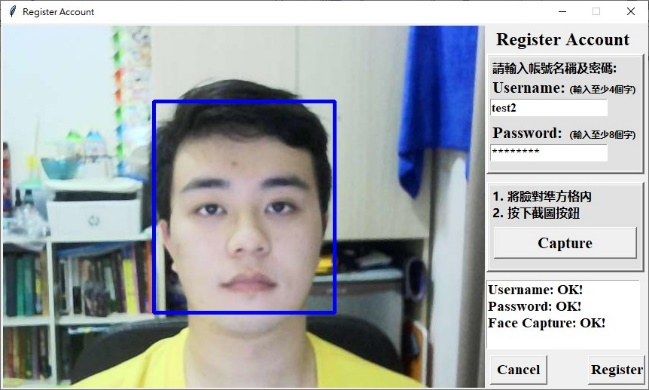 Register Account
Register Account
請輸入帳號名稱及密碼:
Username: (輸入至少4個字)
test2
Password: (輸入至少8個字)
********
1. 將臉對準方格內
2. 按下截圖按鈕
Capture
Username: OK!
Password: OK!
Face Capture: OK!
Cancel
Register